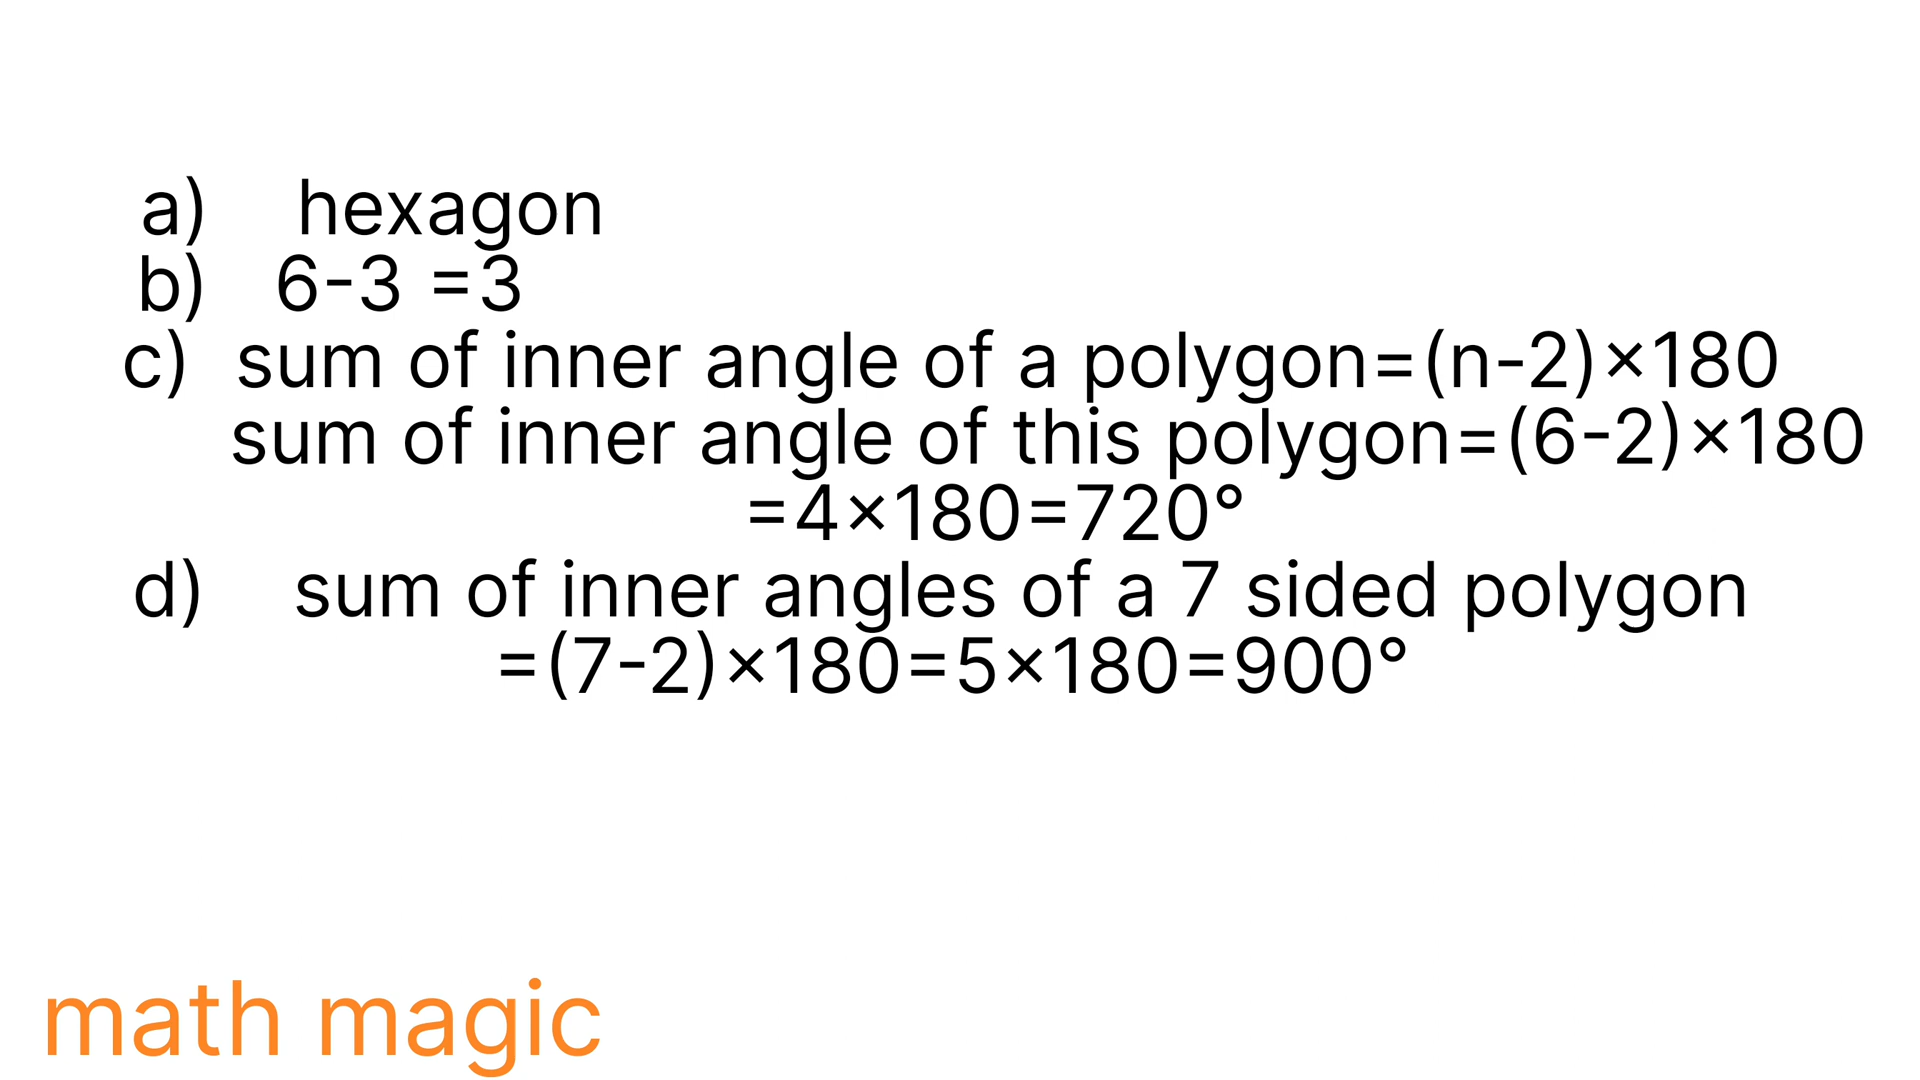 a) hexagon
b) 6-3 =3
c) sum of inner angle of a polygon=(n-2)×180
sum of inner angle of this polygon=(6-2)×180
=4×180=720°
d) sum of inner angles of a 7 sided polygon
=(7-2)×180=5×180=900°
math magic